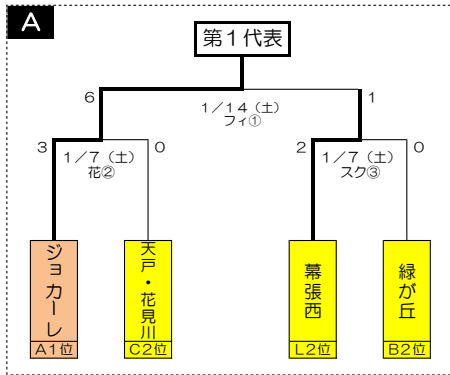 A
第１代表
6
1
１／14（土）
フィ①
3
0
１／７（土）
花②
2
0
１／７（土）
スク③
ジョカーレ
天戸・花見川
幕張西
緑が丘
A1位
C2位
L2位
B2位